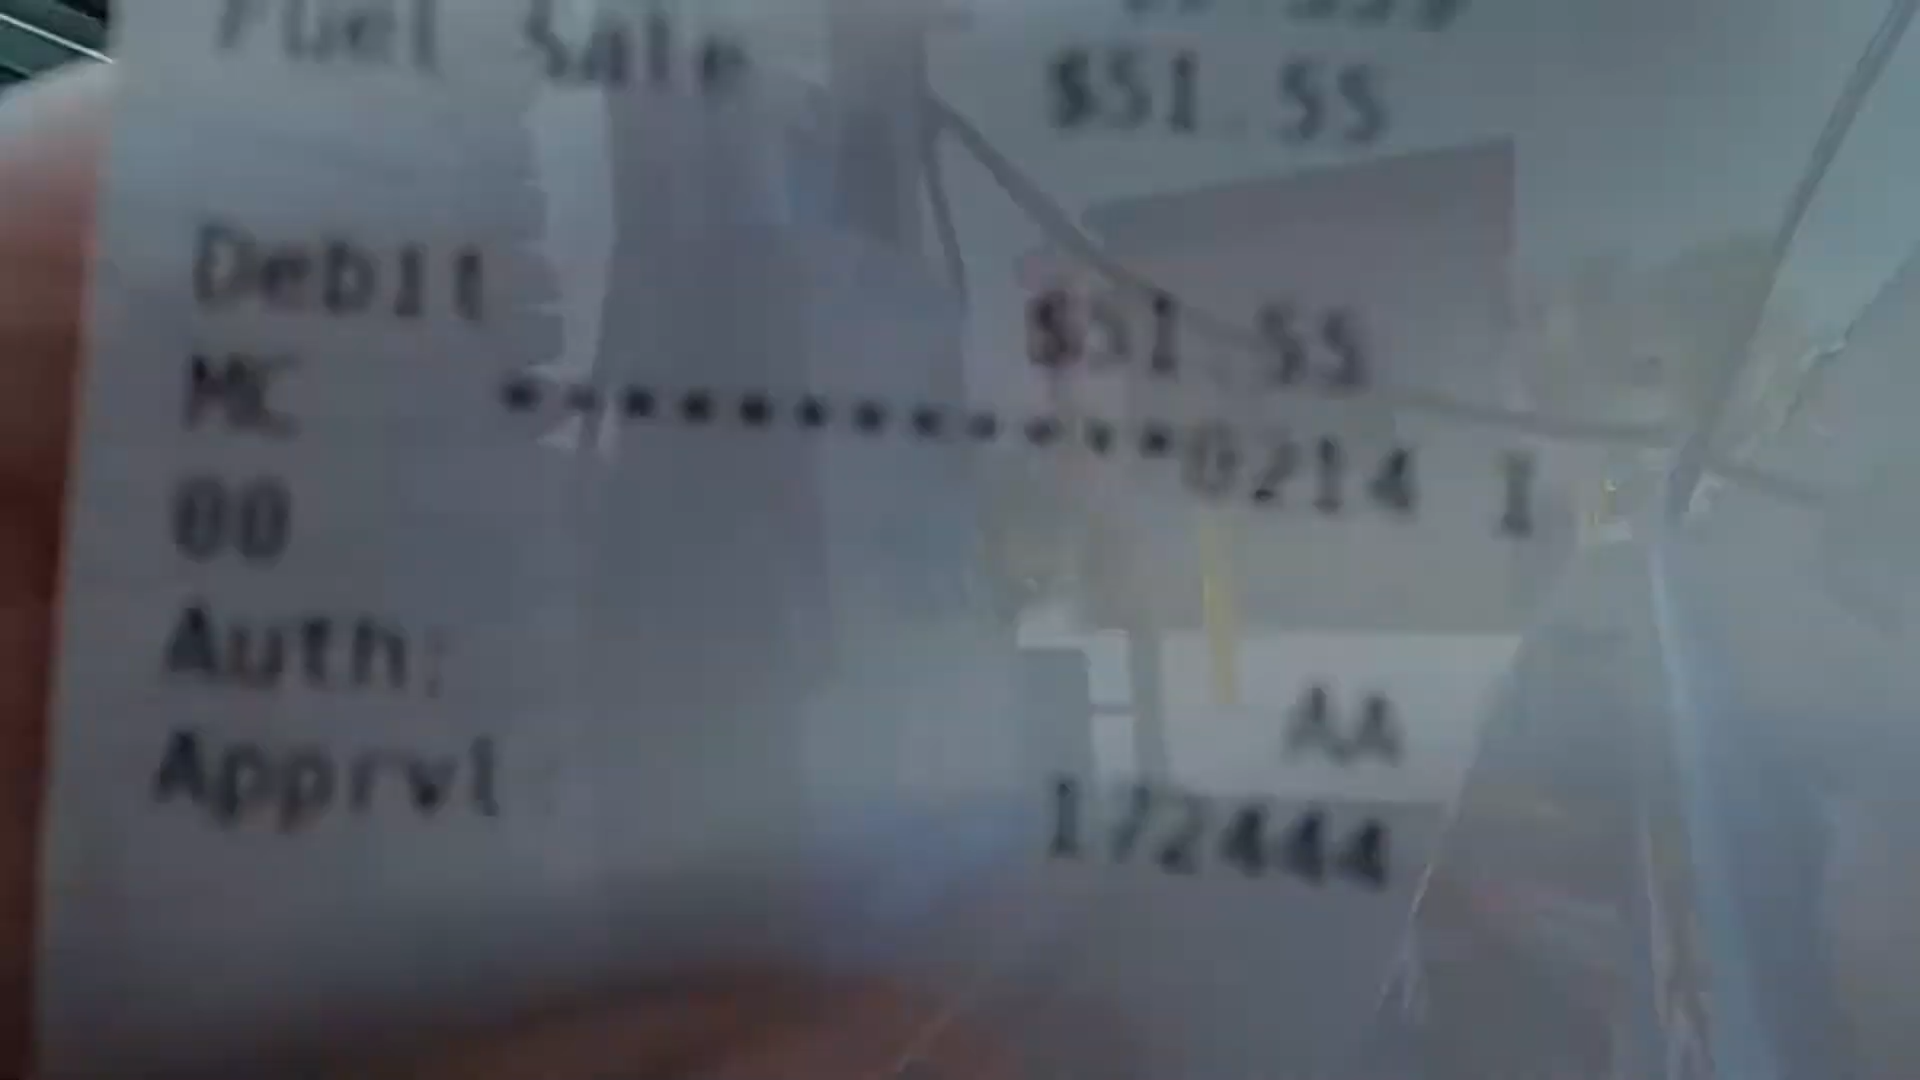 Fuel Sale $51.55
Debit $51.55
MC ************0214 I
00
Auth: AA
Apprvl: 172444